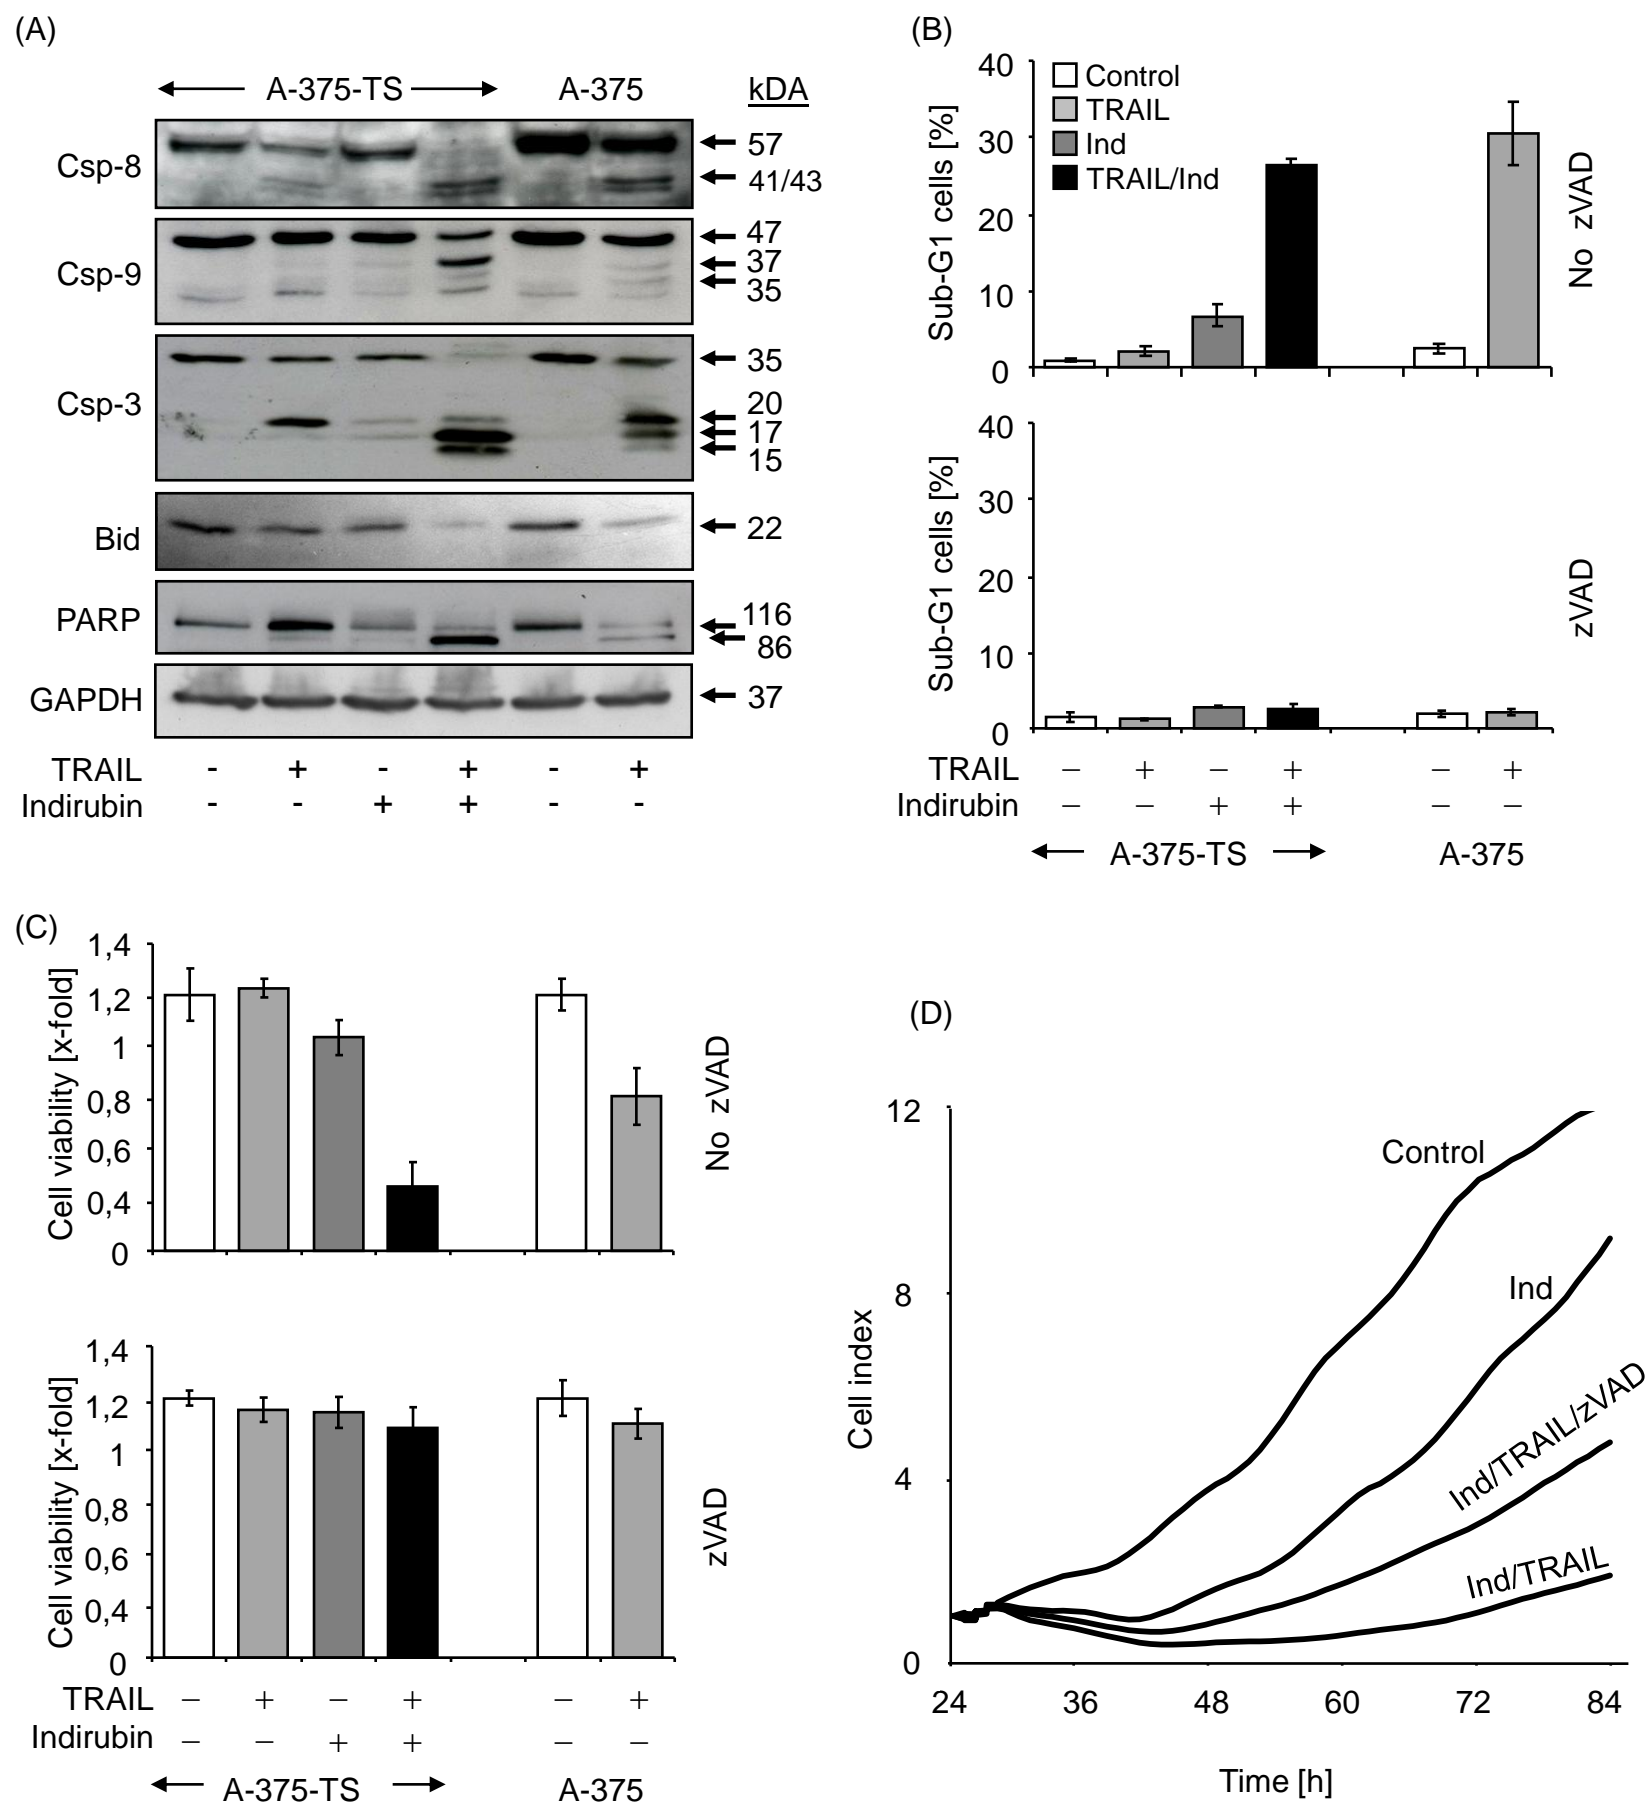 (A)
A-375-TS A-375 kDA
Csp-8
57
41/43
Csp-9
47
37
35
Csp-3
35
20
17
15
Bid
22
PARP
116
86
GAPDH
37
TRAIL - + - + - +
Indirubin - - + + - -
(B)
Sub-G1 cells [%]
40
30
20
10
0
Control
TRAIL
Ind
TRAIL/Ind
No zVAD
Sub-G1 cells [%]
40
30
20
10
0
zVAD
TRAIL – + – + – +
Indirubin – – + + – –
A-375-TS A-375
(C)
Cell viability [x-fold]
1,4
1,2
1
0,8
0,6
0,4
0
No zVAD
Cell viability [x-fold]
1,4
1,2
1
0,8
0,6
0,4
0
zVAD
TRAIL – + – + – +
Indirubin – – + + – –
A-375-TS A-375
(D)
Cell index
12
8
4
0
Control
Ind
Ind/TRAIL/zVAD
Ind/TRAIL
24 36 48 60 72 84
Time [h]